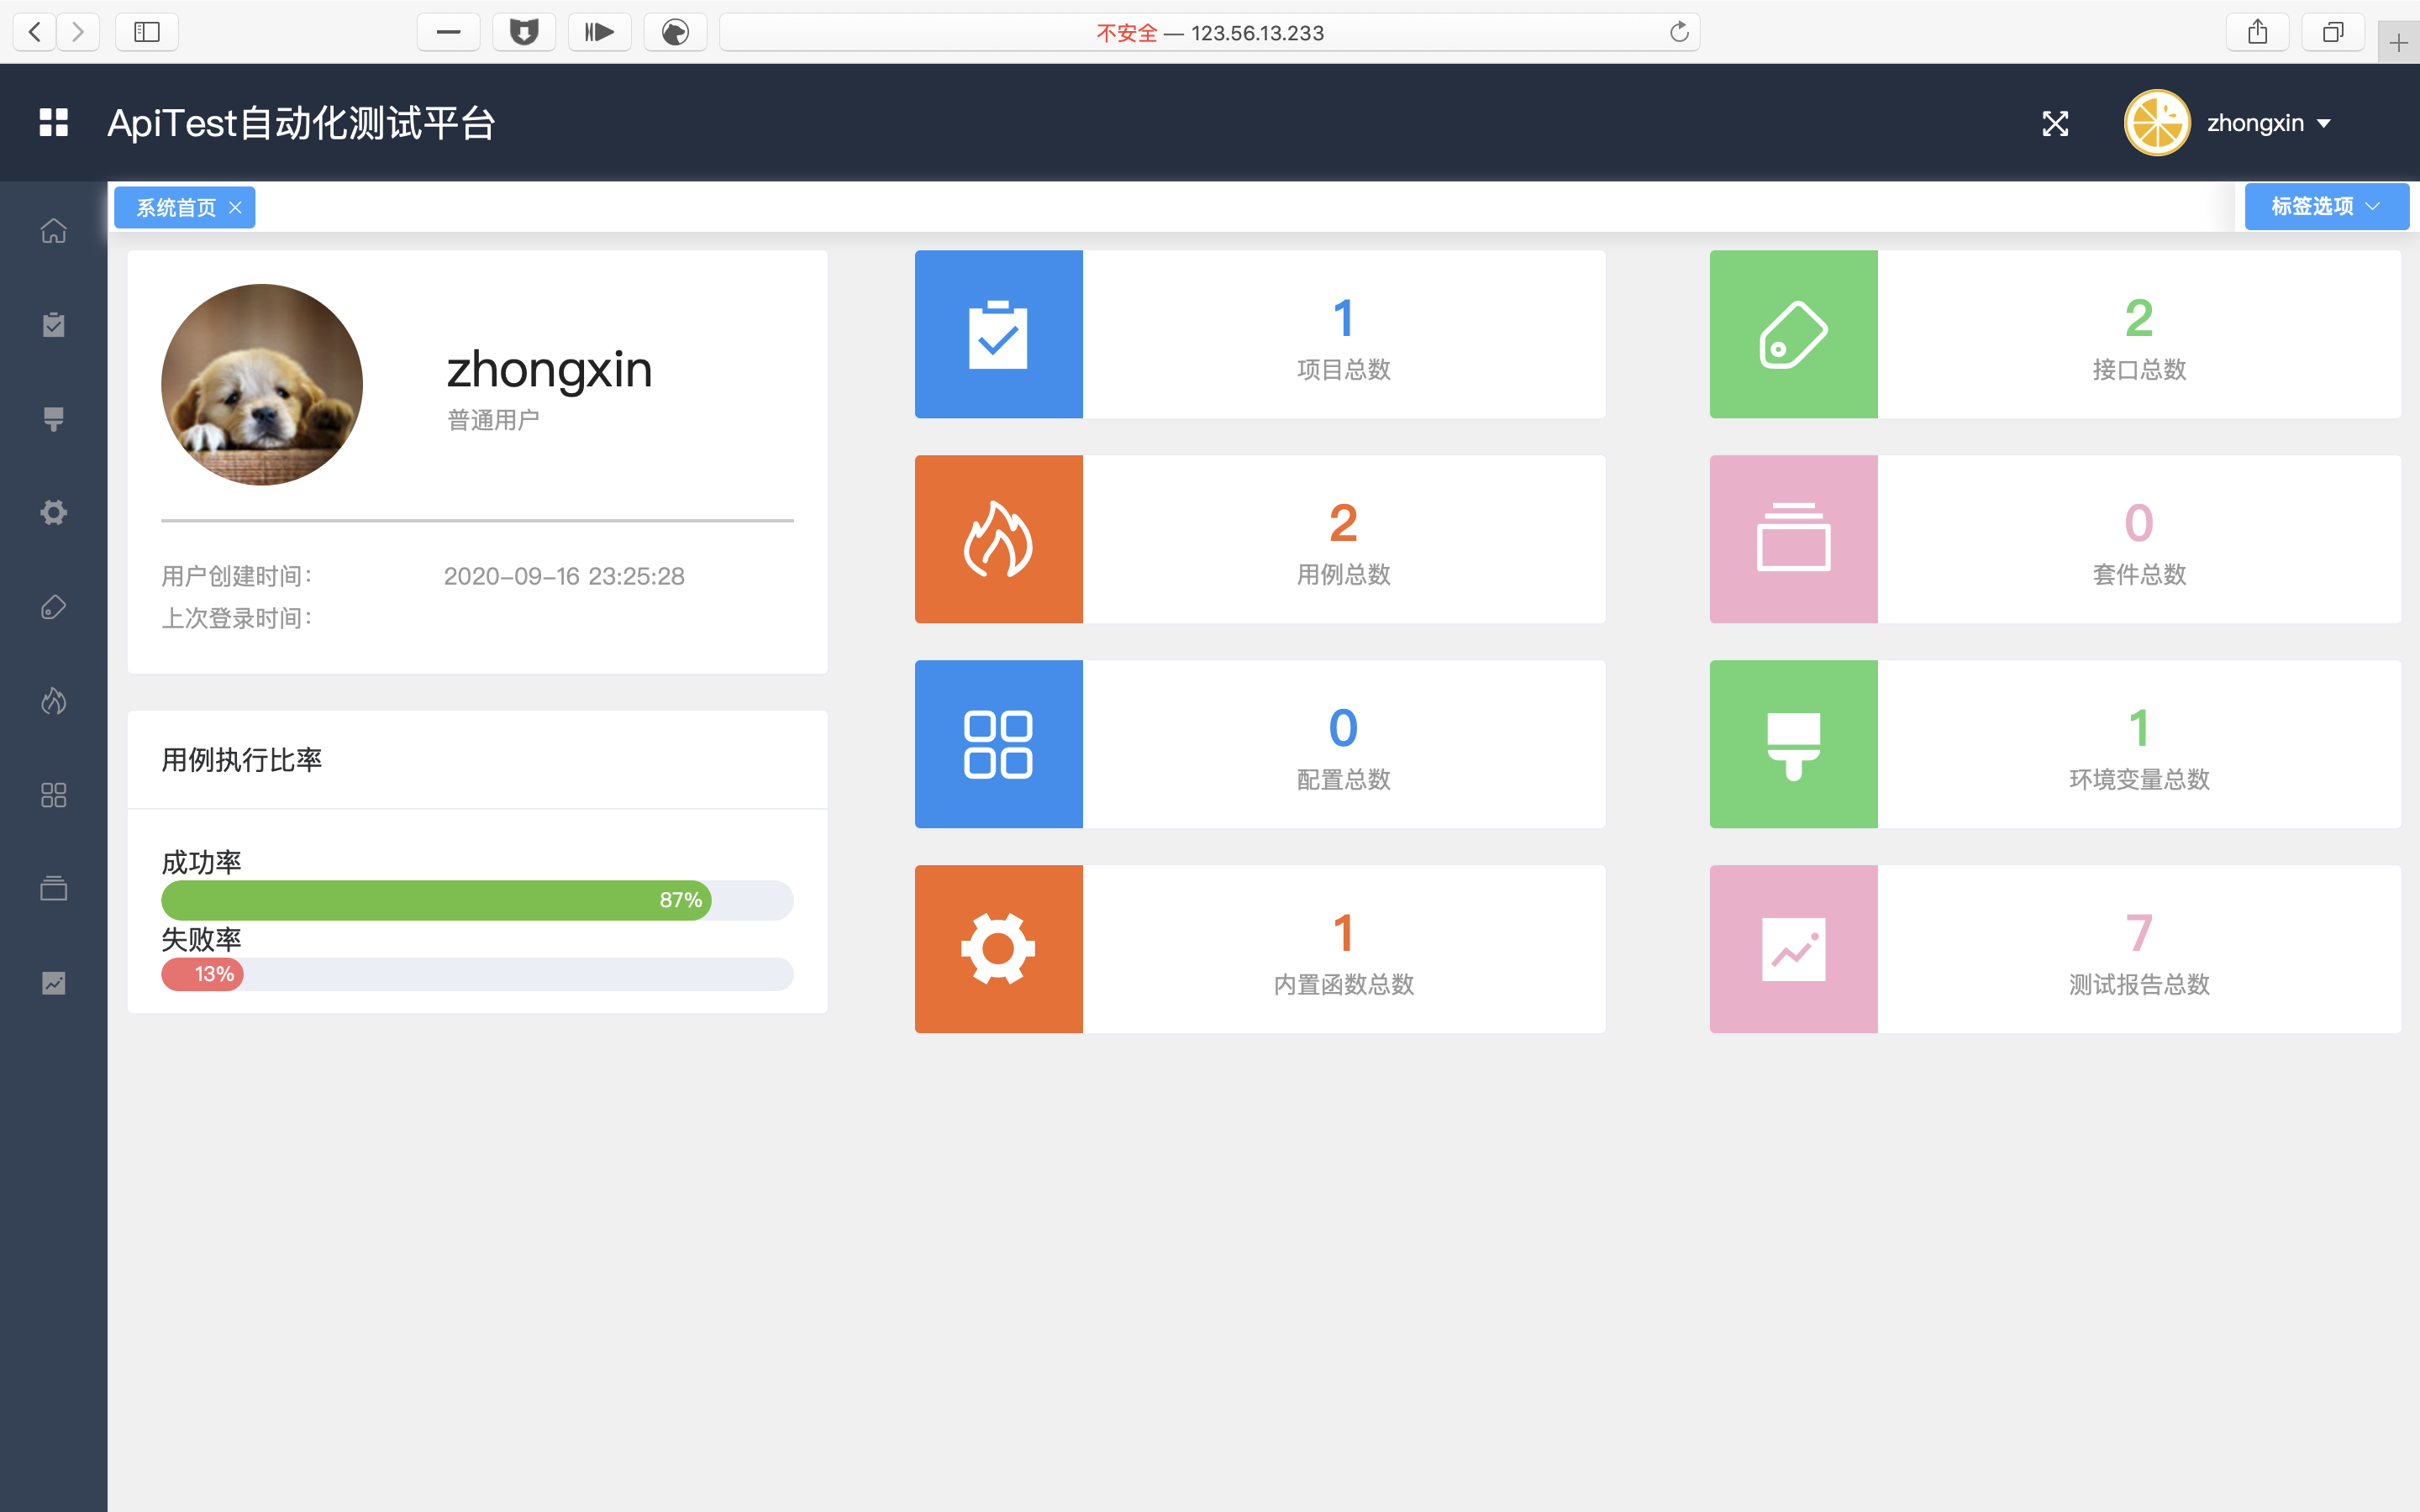 不安全 — 123.56.13.233
ApiTest自动化测试平台
zhongxin
系统首页
标签选项
zhongxin
普通用户
用户创建时间：
2020-09-16 23:25:28
上次登录时间：
用例执行比率
成功率
87%
失败率
13%
1
项目总数
2
接口总数
2
用例总数
0
套件总数
0
配置总数
1
环境变量总数
1
内置函数总数
7
测试报告总数